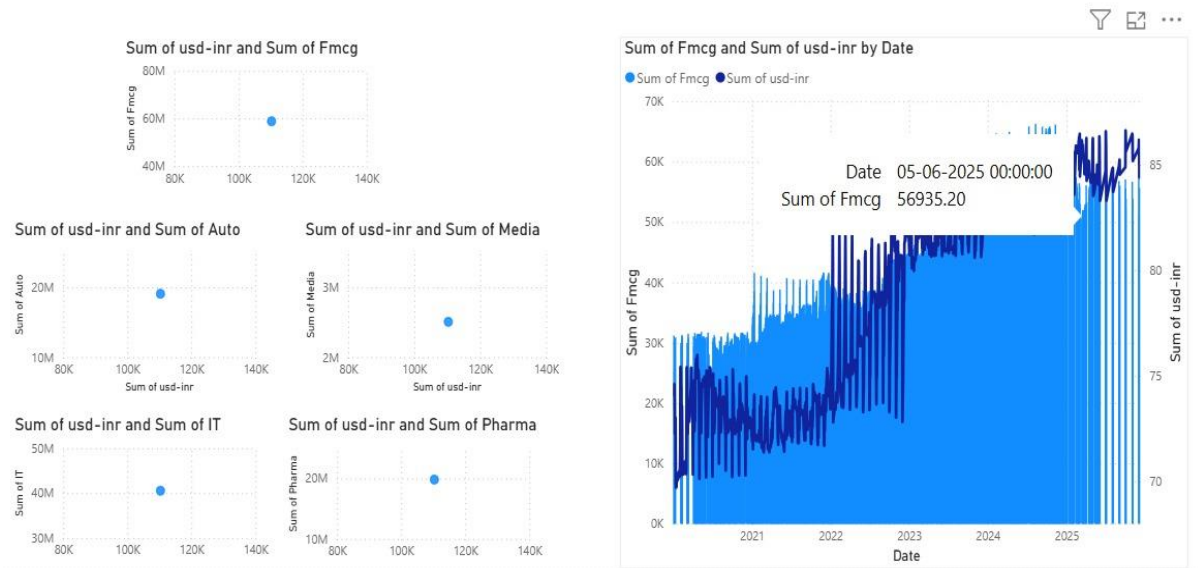 Sum of usd-inr and Sum of Fmcg
Sum of Fmcg
80M
60M
40M
80K 100K 120K 140K
Sum of usd-inr and Sum of Auto
Sum of Auto
20M
10M
80K 100K 120K 140K
Sum of usd-inr
Sum of usd-inr and Sum of Media
Sum of Media
3M
2M
80K 100K 120K 140K
Sum of usd-inr
Sum of usd-inr and Sum of IT
Sum of IT
50M
40M
30M
80K 100K 120K 140K
Sum of usd-inr and Sum of Pharma
Sum of Pharma
20M
10M
80K 100K 120K 140K
Sum of Fmcg and Sum of usd-inr by Date
Sum of Fmcg Sum of usd-inr
Sum of Fmcg
70K
60K
50K
40K
30K
20K
10K
0K
Date 05-06-2025 00:00:00
Sum of Fmcg 56935.20
85
80
75
70
Sum of usd-inr
2021 2022 2023 2024 2025
Date